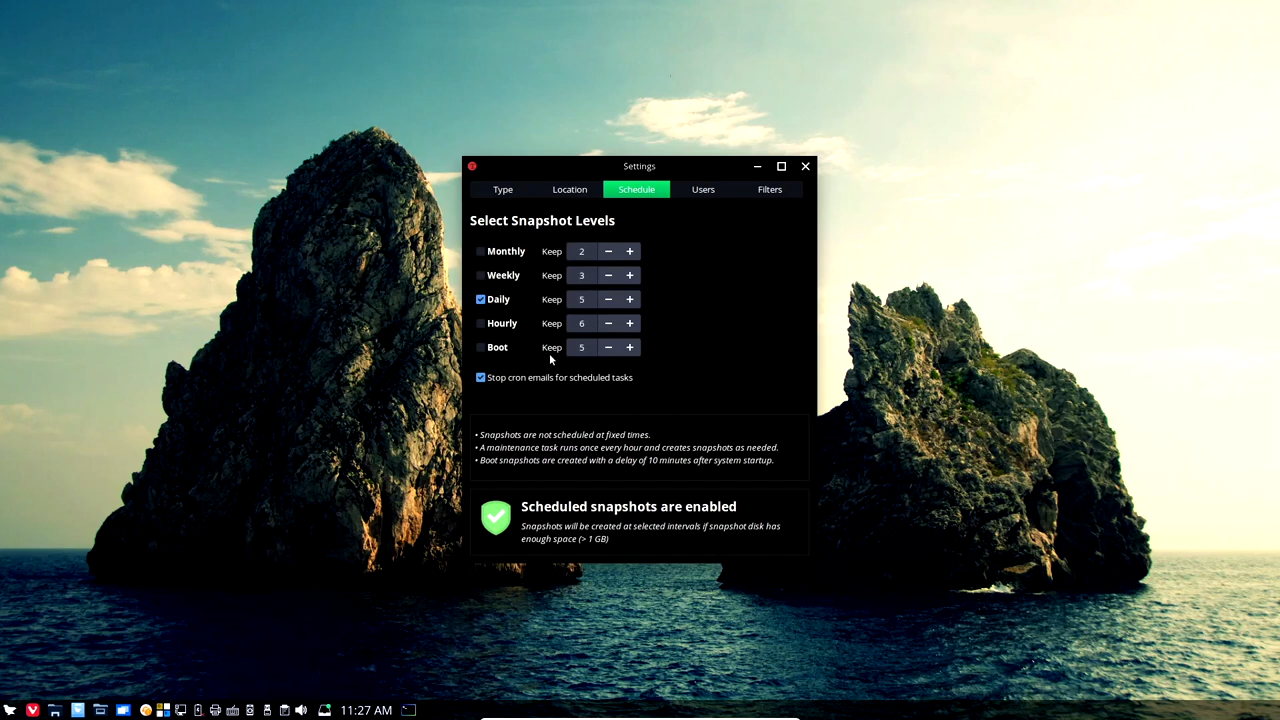 Settings
Type Location Schedule Users Filters
Select Snapshot Levels
Monthly Keep 2 − +
Weekly Keep 3 − +
Daily Keep 5 − +
Hourly Keep 6 − +
Boot Keep 5 − +
Stop cron emails for scheduled tasks
• Snapshots are not scheduled at fixed times.
• A maintenance task runs once every hour and creates snapshots as needed.
• Boot snapshots are created with a delay of 10 minutes after system startup.
Scheduled snapshots are enabled
Snapshots will be created at selected intervals if snapshot disk has
enough space (> 1 GB)
11:27 AM